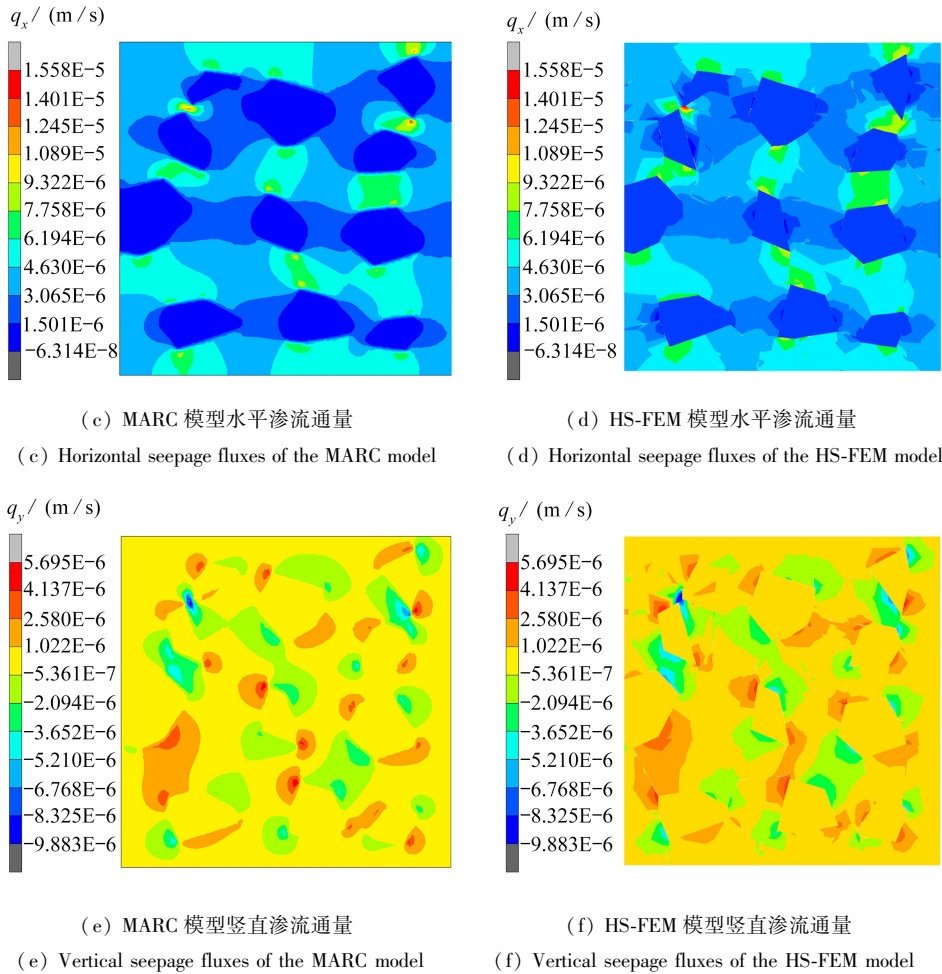 qx / (m/s)
1.558E-5
1.401E-5
1.245E-5
1.089E-5
9.322E-6
7.758E-6
6.194E-6
4.630E-6
3.065E-6
1.501E-6
-6.314E-8
qx / (m/s)
1.558E-5
1.401E-5
1.245E-5
1.089E-5
9.322E-6
7.758E-6
6.194E-6
4.630E-6
3.065E-6
1.501E-6
-6.314E-8
(c) MARC 模型水平渗流通量
(c) Horizontal seepage fluxes of the MARC model
(d) HS-FEM 模型水平渗流通量
(d) Horizontal seepage fluxes of the HS-FEM model
qy / (m/s)
5.695E-6
4.137E-6
2.580E-6
1.022E-6
-5.361E-7
-2.094E-6
-3.652E-6
-5.210E-6
-6.768E-6
-8.325E-6
-9.883E-6
qy / (m/s)
5.695E-6
4.137E-6
2.580E-6
1.022E-6
-5.361E-7
-2.094E-6
-3.652E-6
-5.210E-6
-6.768E-6
-8.325E-6
-9.883E-6
(e) MARC 模型竖直渗流通量
(e) Vertical seepage fluxes of the MARC model
(f) HS-FEM 模型竖直渗流通量
(f) Vertical seepage fluxes of the HS-FEM model